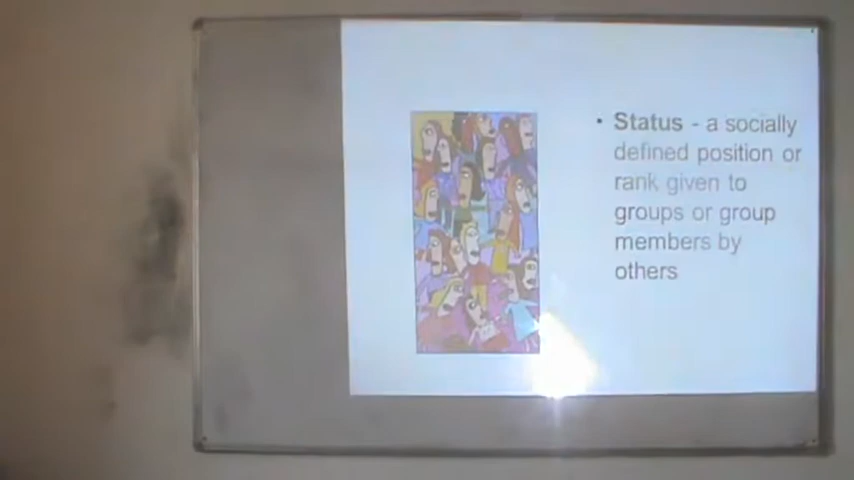 • Status - a socially
defined position or
rank given to
groups or group
members by
others